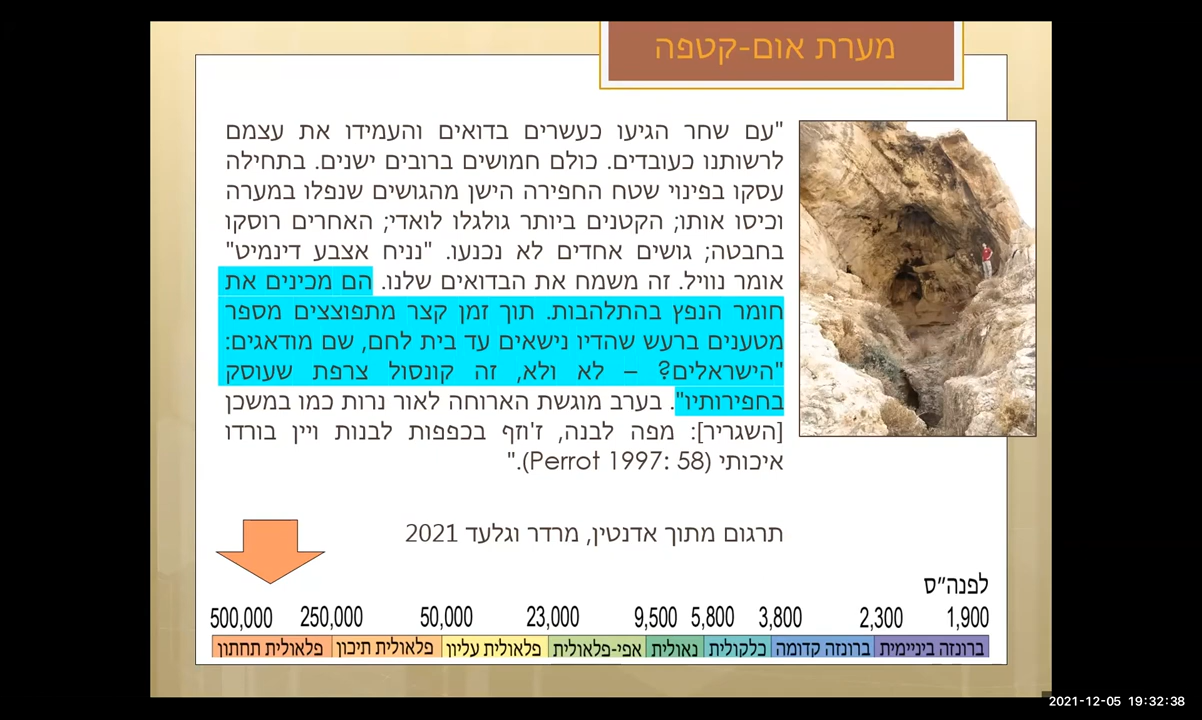 מערת אום-קטפה
"עם שחר הגיעו כעשרים בדואים והעמידו את עצמם
לרשותנו כעובדים. כולם חמושים ברובים ישנים. בתחילה
עסקו בפינוי שטח החפירה הישן מהגושים שנפלו במערה
וכיסו אותו; הקטנים ביותר גולגלו לואדי; האחרים רוסקו
בחבטה; גושים אחדים לא נכנעו. "נניח אצבע דינמיט"
אומר נוויל. זה משמח את הבדואים שלנו. הם מכינים את
חומר הנפץ בהתלהבות. תוך זמן קצר מתפוצצים מספר
מטענים ברעש שהדיו נישאים עד בית לחם, שם מודאגים:
"הישראלים? – לא ולא, זה קונסול צרפת שעוסק
בחפירותיו". בערב מוגשת הארוחה לאור נרות כמו במשכן
[השגריר]: מפה לבנה, ז'וזף בכפפות לבנות ויין בורדו
איכותי (Perrot 1997: 58)."
תרגום מתוך אדנטין, מרדר וגלעד 2021
לפנה"ס
500,000 250,000 50,000 23,000 9,500 5,800 3,800 2,300 1,900
פלאולית תחתון פלאולית תיכון פלאולית עליון אפי-פלאולית נאולית כלקולית ברונזה קדומה ברונזה ביניימית
2021-12-05 19:32:38